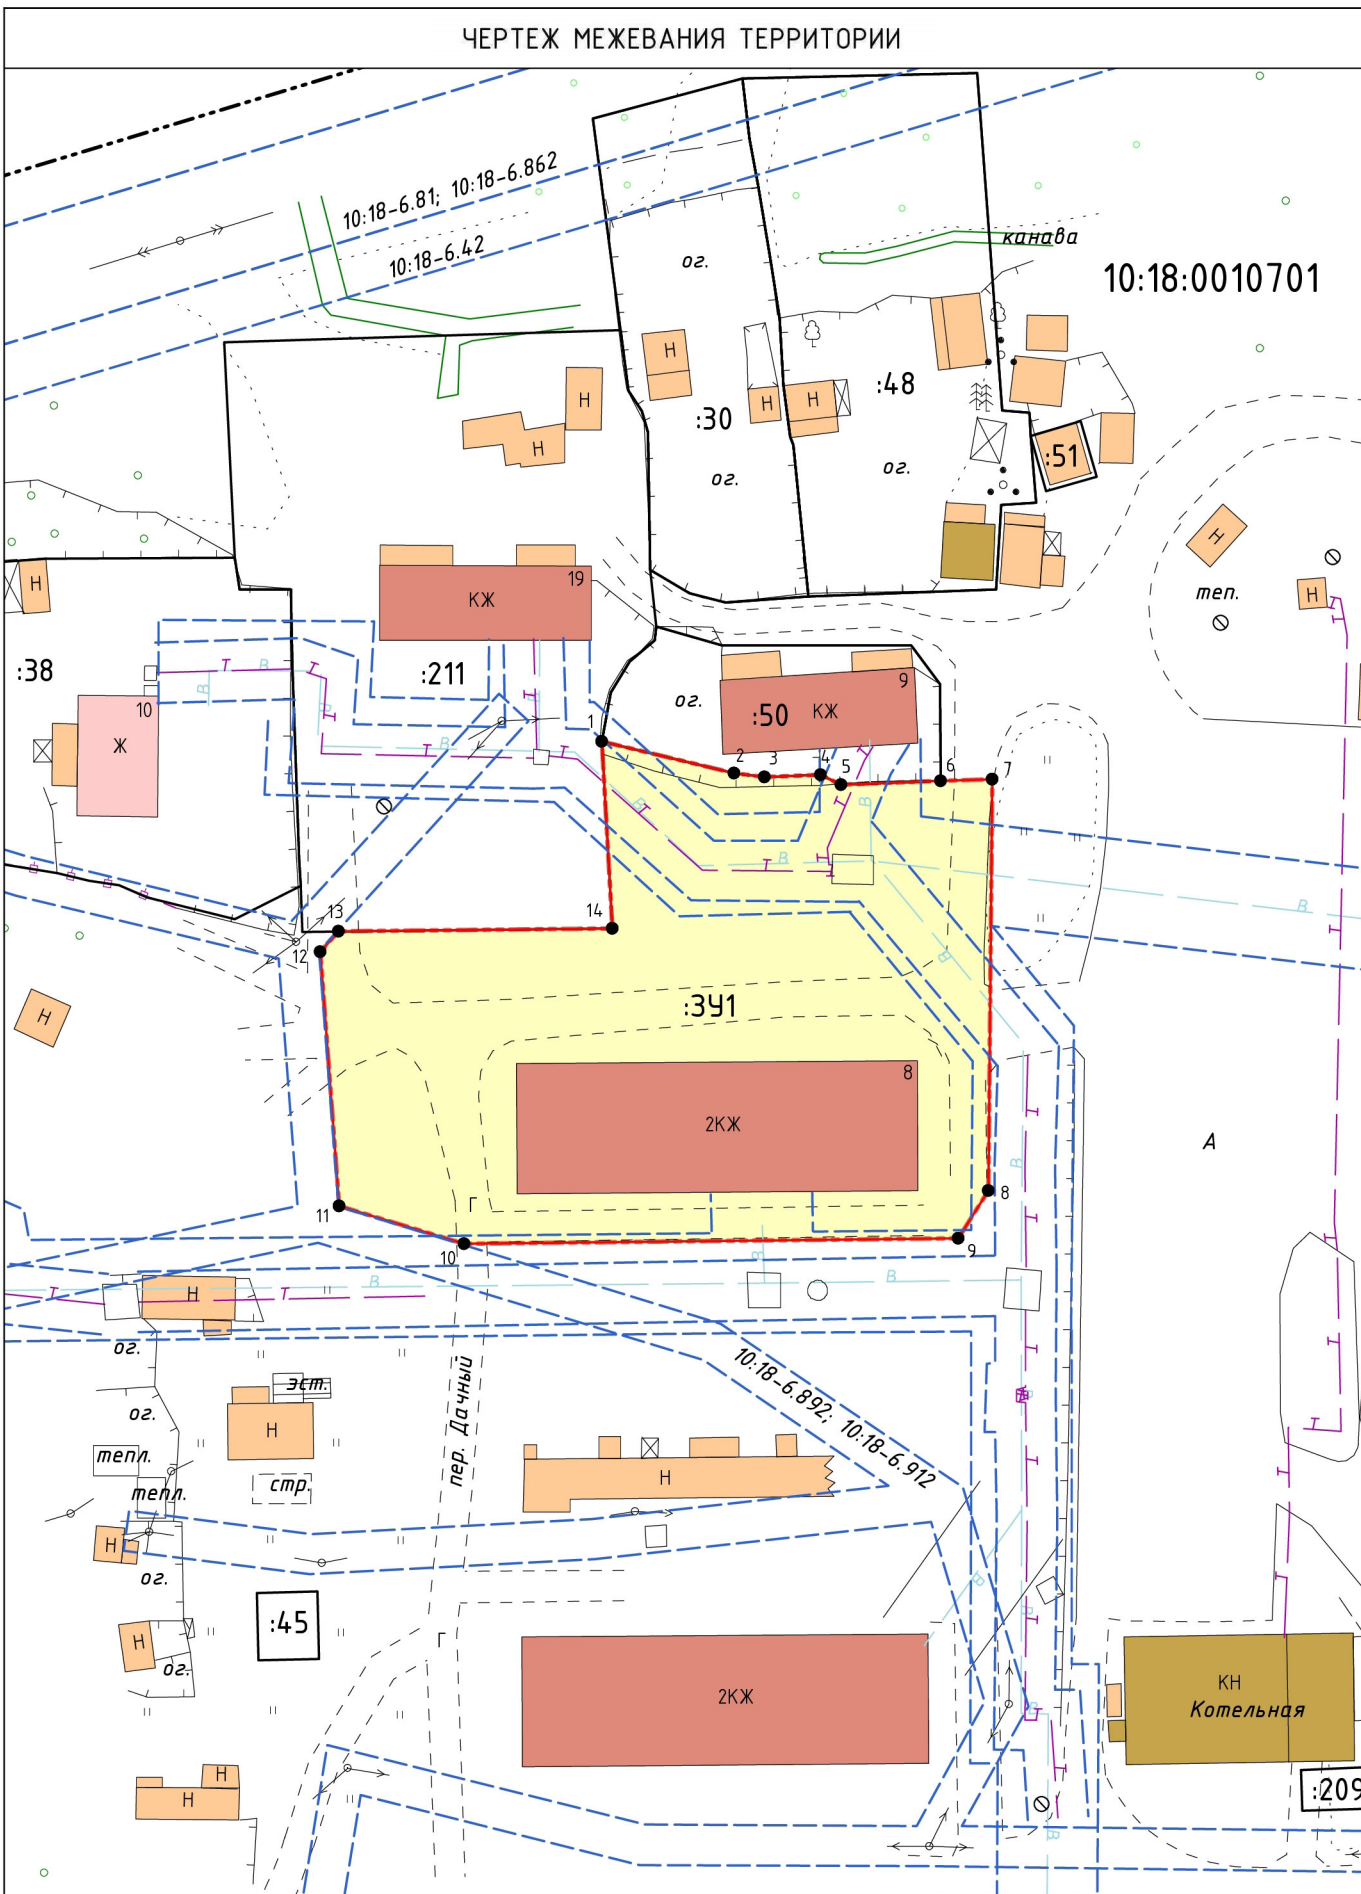 ЧЕРТЕЖ МЕЖЕВАНИЯ ТЕРРИТОРИИ
10:18-6.81; 10:18-6.862
10:18-6.42
ог.
канава
10:18:0010701
Н
Н
Н
Н
Н
Н
:30
:48
:51
ог.
ог.
Н
Н
Н
теп.
19
КЖ
:38
:211
Т
В
В
В
Т
10
Ж
ог.
:50
КЖ
9
1
2
3
4
5
6
7
Т
В
Т
Т
В
В
Т
Т
В
Т
Т
В
В
Т
13
14
12
Н
:ЗУ1
8
2КЖ
А
В
Т
11
Г
8
9
10
В
В
В
Т
Т
Н
ог.
эст.
ог.
Н
тепл.
тепл.
стр.
пер. Дачный
10:18-6.892; 10:18-6.912
Н
Н
ог.
:45
Н
ог.
Г
В
В
Т
2КЖ
КН
Котельная
В
Н
Н
:209
В